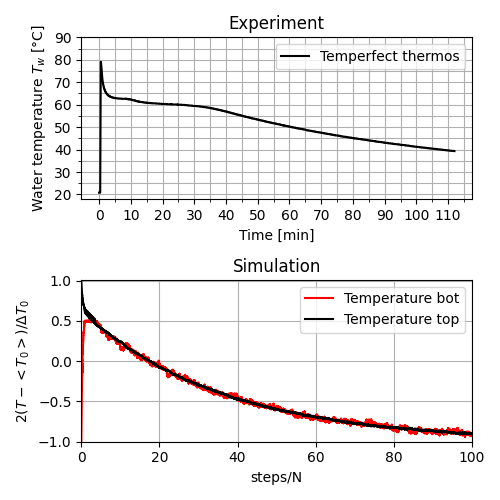 Experiment
Water temperature T_w [°C]
90
80
70
60
50
40
30
20
Temperfect thermos
0 10 20 30 40 50 60 70 80 90 100 110
Time [min]
Simulation
2(T − <T_0>)/ΔT_0
1.0
0.5
0.0
−0.5
−1.0
Temperature bot
Temperature top
0 20 40 60 80 100
steps/N